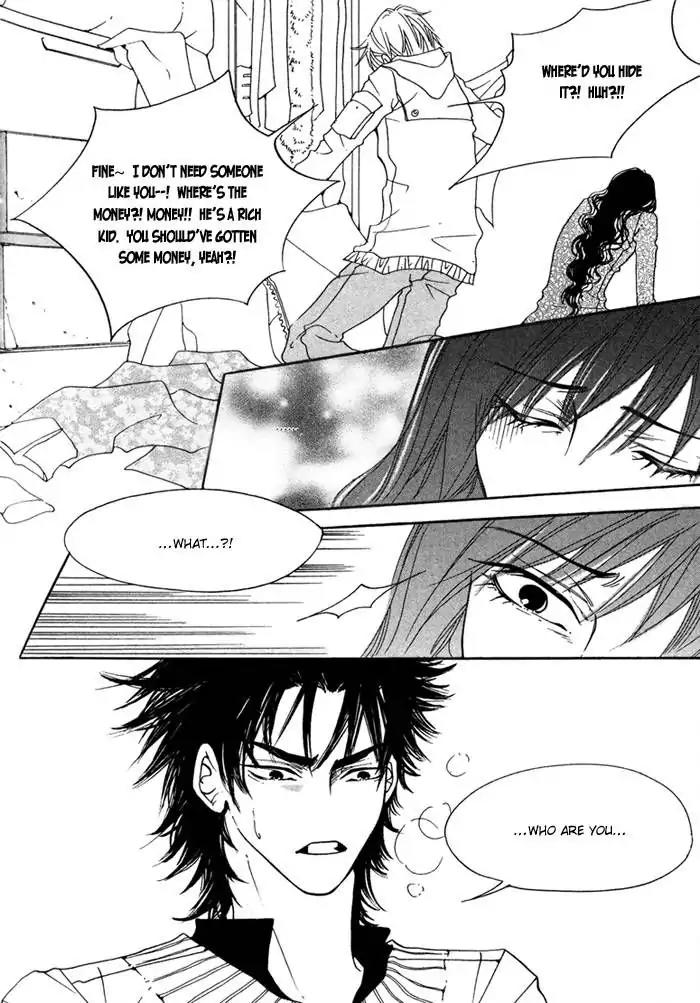 WHERE'D YOU HIDE
IT?! HUH?!!
FINE~ I DON'T NEED SOMEONE
LIKE YOU--! WHERE'S THE
MONEY?! MONEY!! HE'S A RICH
KID. YOU SHOULD'VE GOTTEN
SOME MONEY, YEAH?!
......
...WHAT...?!
...WHO ARE YOU...